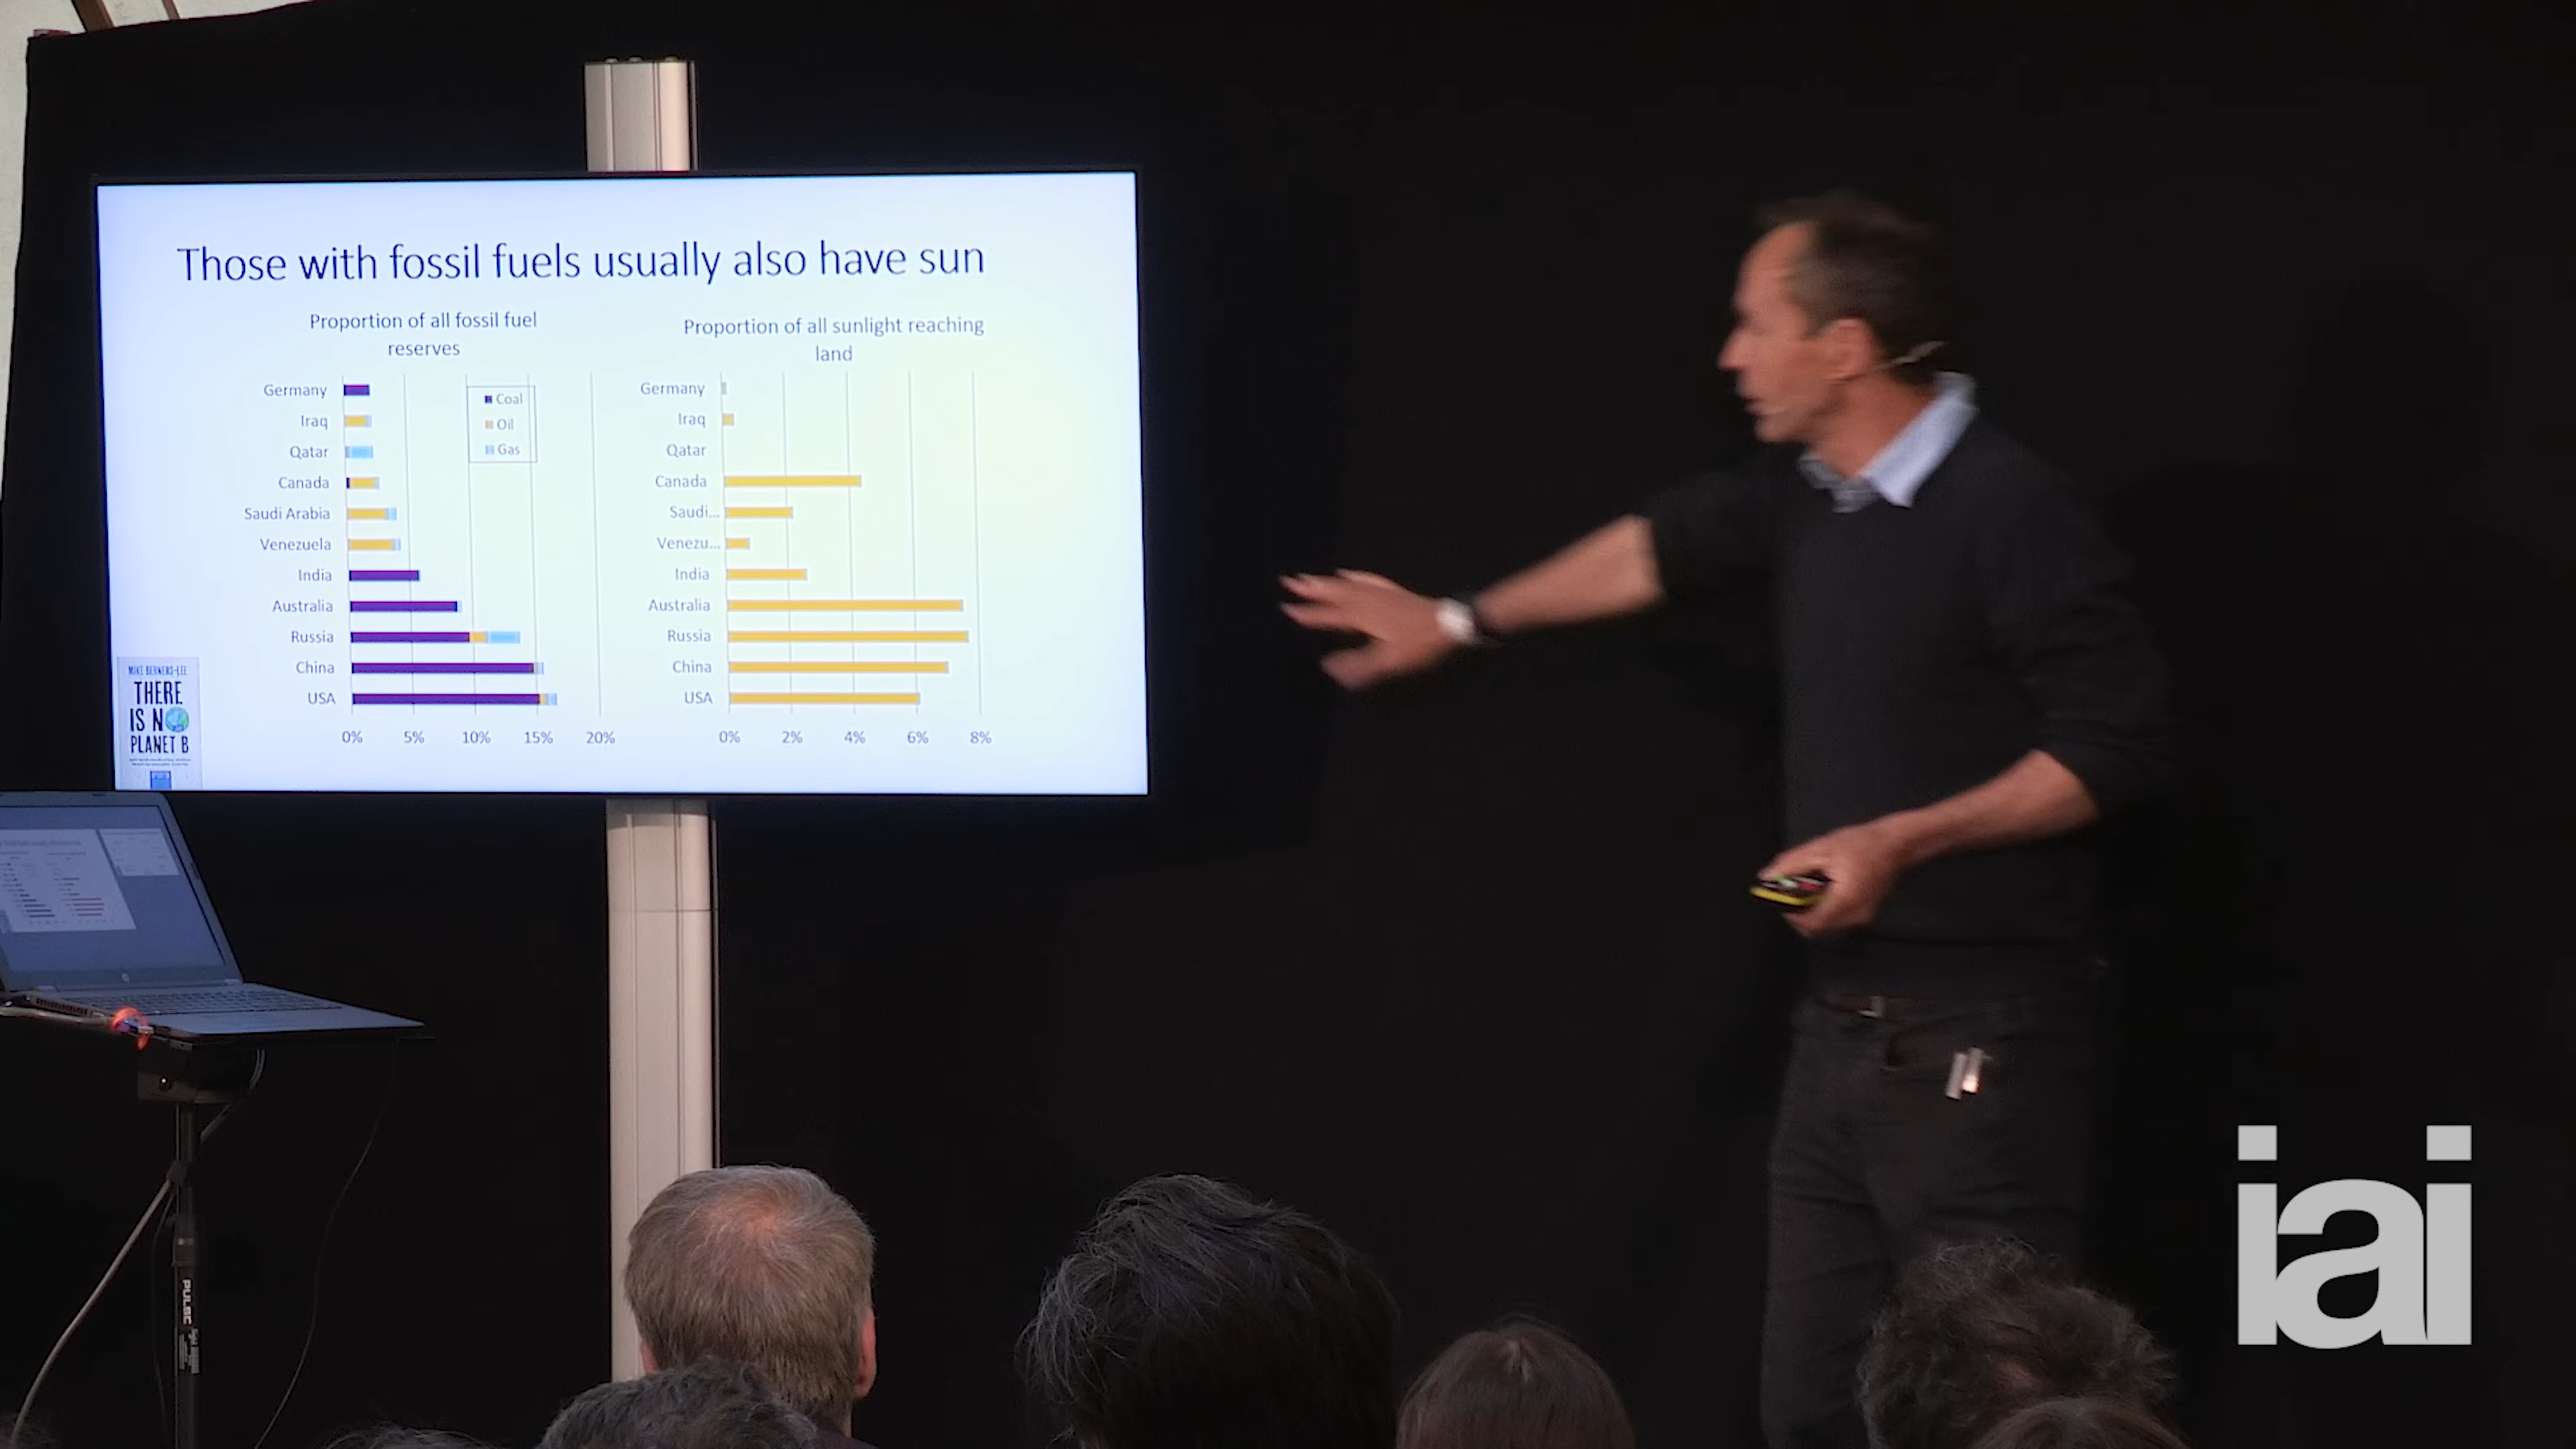 Those with fossil fuels usually also have sun
Proportion of all fossil fuel
reserves
Germany
Iraq
Qatar
Canada
Saudi Arabia
Venezuela
India
Australia
Russia
China
USA
0% 5% 10% 15% 20%
Coal
Oil
Gas
Proportion of all sunlight reaching
land
Germany
Iraq
Qatar
Canada
Saudi...
Venezu...
India
Australia
Russia
China
USA
0% 2% 4% 6% 8%
MIKE BERNERS-LEE
THERE
IS NO
PLANET B
hp
PULSE
iai